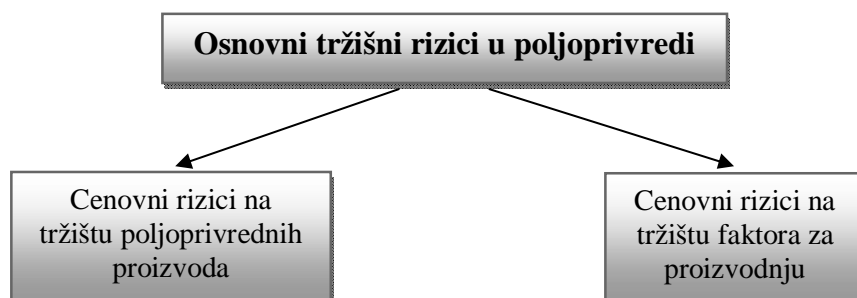 Osnovni tržišni rizici u poljoprivredi
Cenovni rizici na
tržištu poljoprivrednih
proizvoda
Cenovni rizici na
tržištu faktora za
proizvodnju